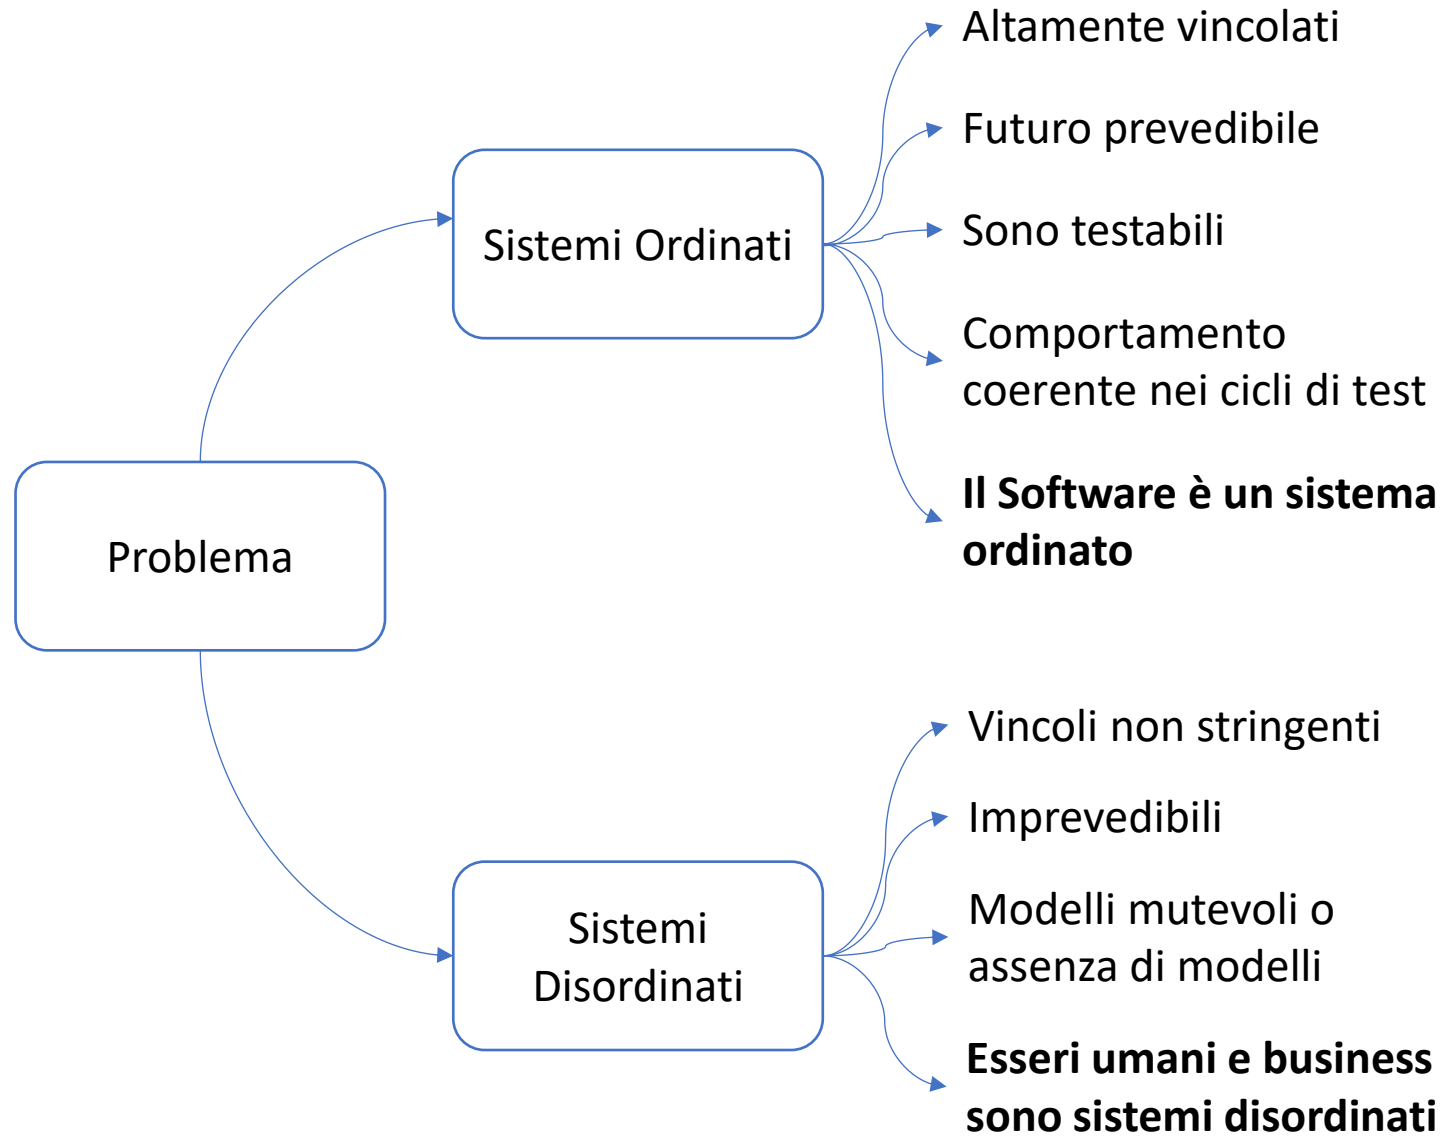 Problema
Sistemi Ordinati
Altamente vincolati
Futuro prevedibile
Sono testabili
Comportamento
coerente nei cicli di test
Il Software è un sistema
ordinato
Sistemi
Disordinati
Vincoli non stringenti
Imprevedibili
Modelli mutevoli o
assenza di modelli
Esseri umani e business
sono sistemi disordinati